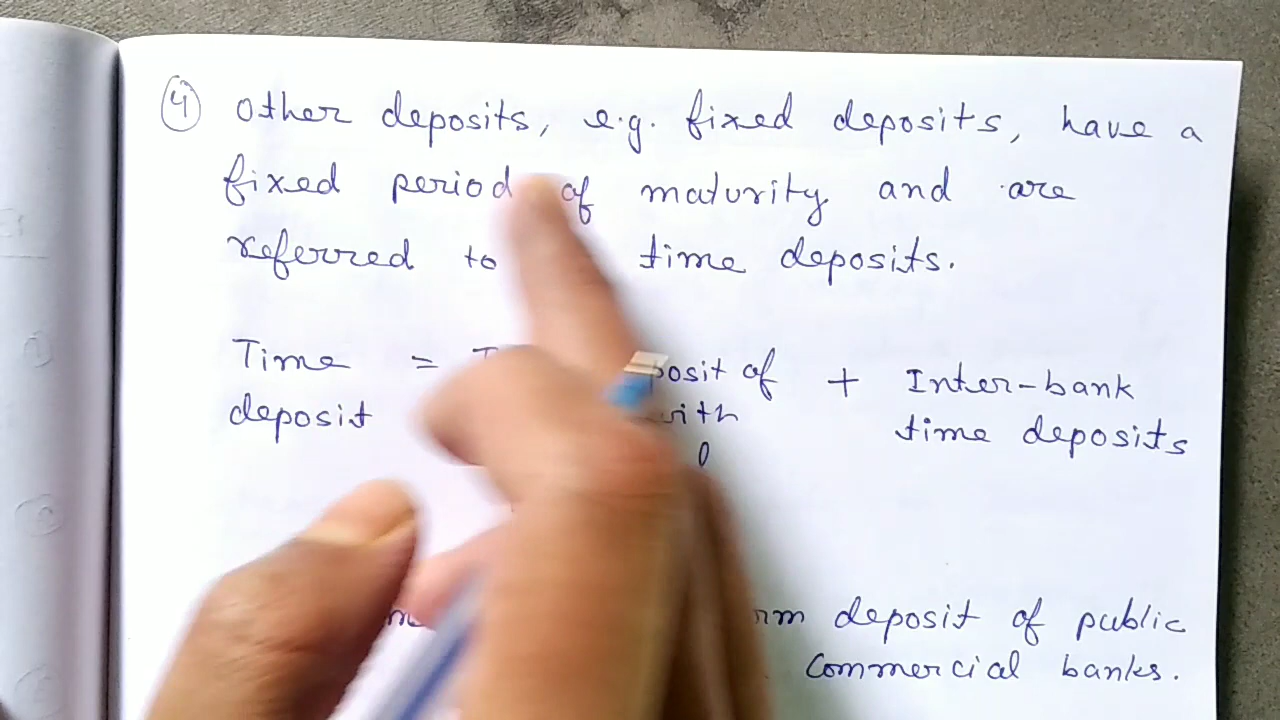 4 Other deposits, e.g. fixed deposits, have a
fixed period of maturity and are
referred to time deposits.
Time = posit of + Inter-bank
deposit with time deposits
deposit of public
Commercial banks.